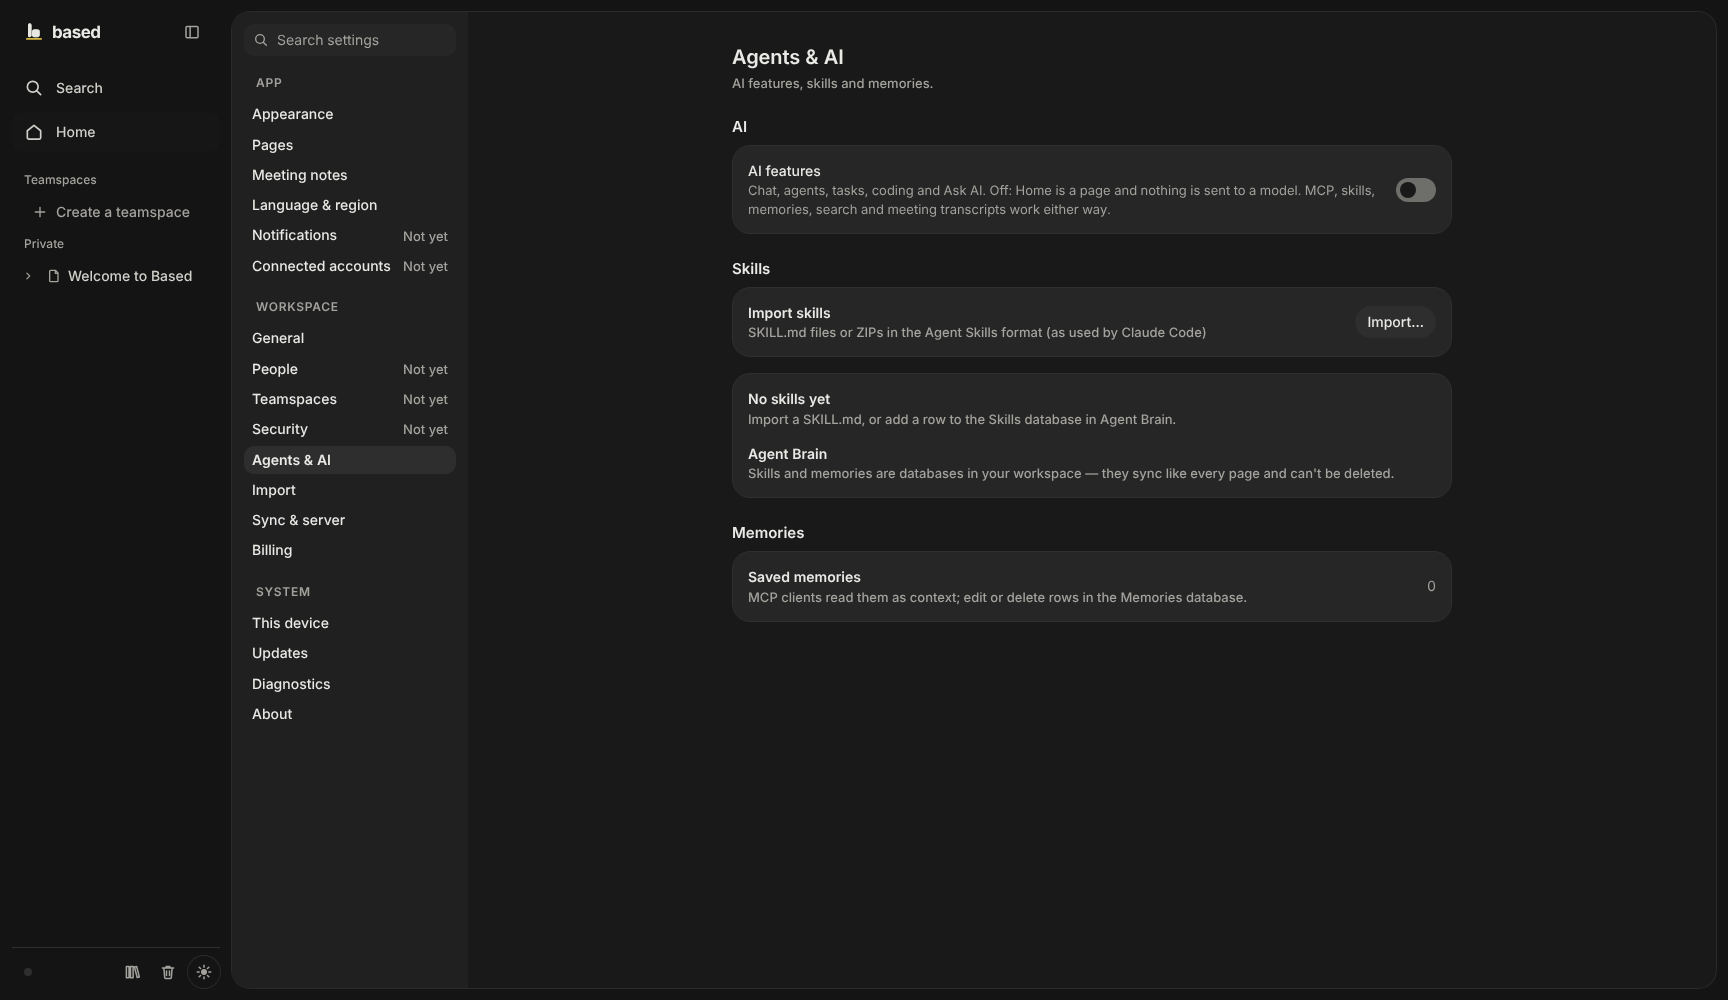 based
Search
Home
Teamspaces
Create a teamspace
Private
Welcome to Based
Search settings
APP
Appearance
Pages
Meeting notes
Language & region
Notifications Not yet
Connected accounts Not yet
WORKSPACE
General
People Not yet
Teamspaces Not yet
Security Not yet
Agents & AI
Import
Sync & server
Billing
SYSTEM
This device
Updates
Diagnostics
About
Agents & AI
AI features, skills and memories.
AI
AI features
Chat, agents, tasks, coding and Ask AI. Off: Home is a page and nothing is sent to a model. MCP, skills,
memories, search and meeting transcripts work either way.
Skills
Import skills
SKILL.md files or ZIPs in the Agent Skills format (as used by Claude Code)
Import...
No skills yet
Import a SKILL.md, or add a row to the Skills database in Agent Brain.
Agent Brain
Skills and memories are databases in your workspace — they sync like every page and can't be deleted.
Memories
Saved memories
MCP clients read them as context; edit or delete rows in the Memories database.
0